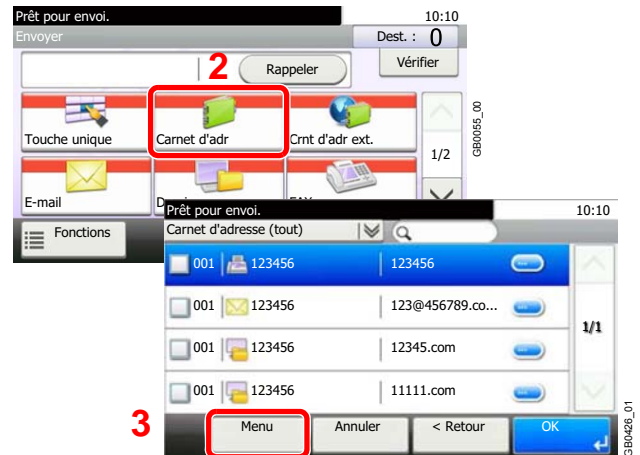 Prêt pour envoi. 10:10
Envoyer Dest. : 0
2 Rappeler Vérifier
Touche unique Carnet d'adr Crnt d'adr ext.
1/2
GB0055_00
E-mail
Fonctions
Prêt pour envoi. 10:10
Carnet d'adresse (tout)
001 123456 123456
001 123456 123@456789.co...
1/1
001 123456 12345.com
001 123456 11111.com
3 Menu Annuler < Retour OK
GB0426_01